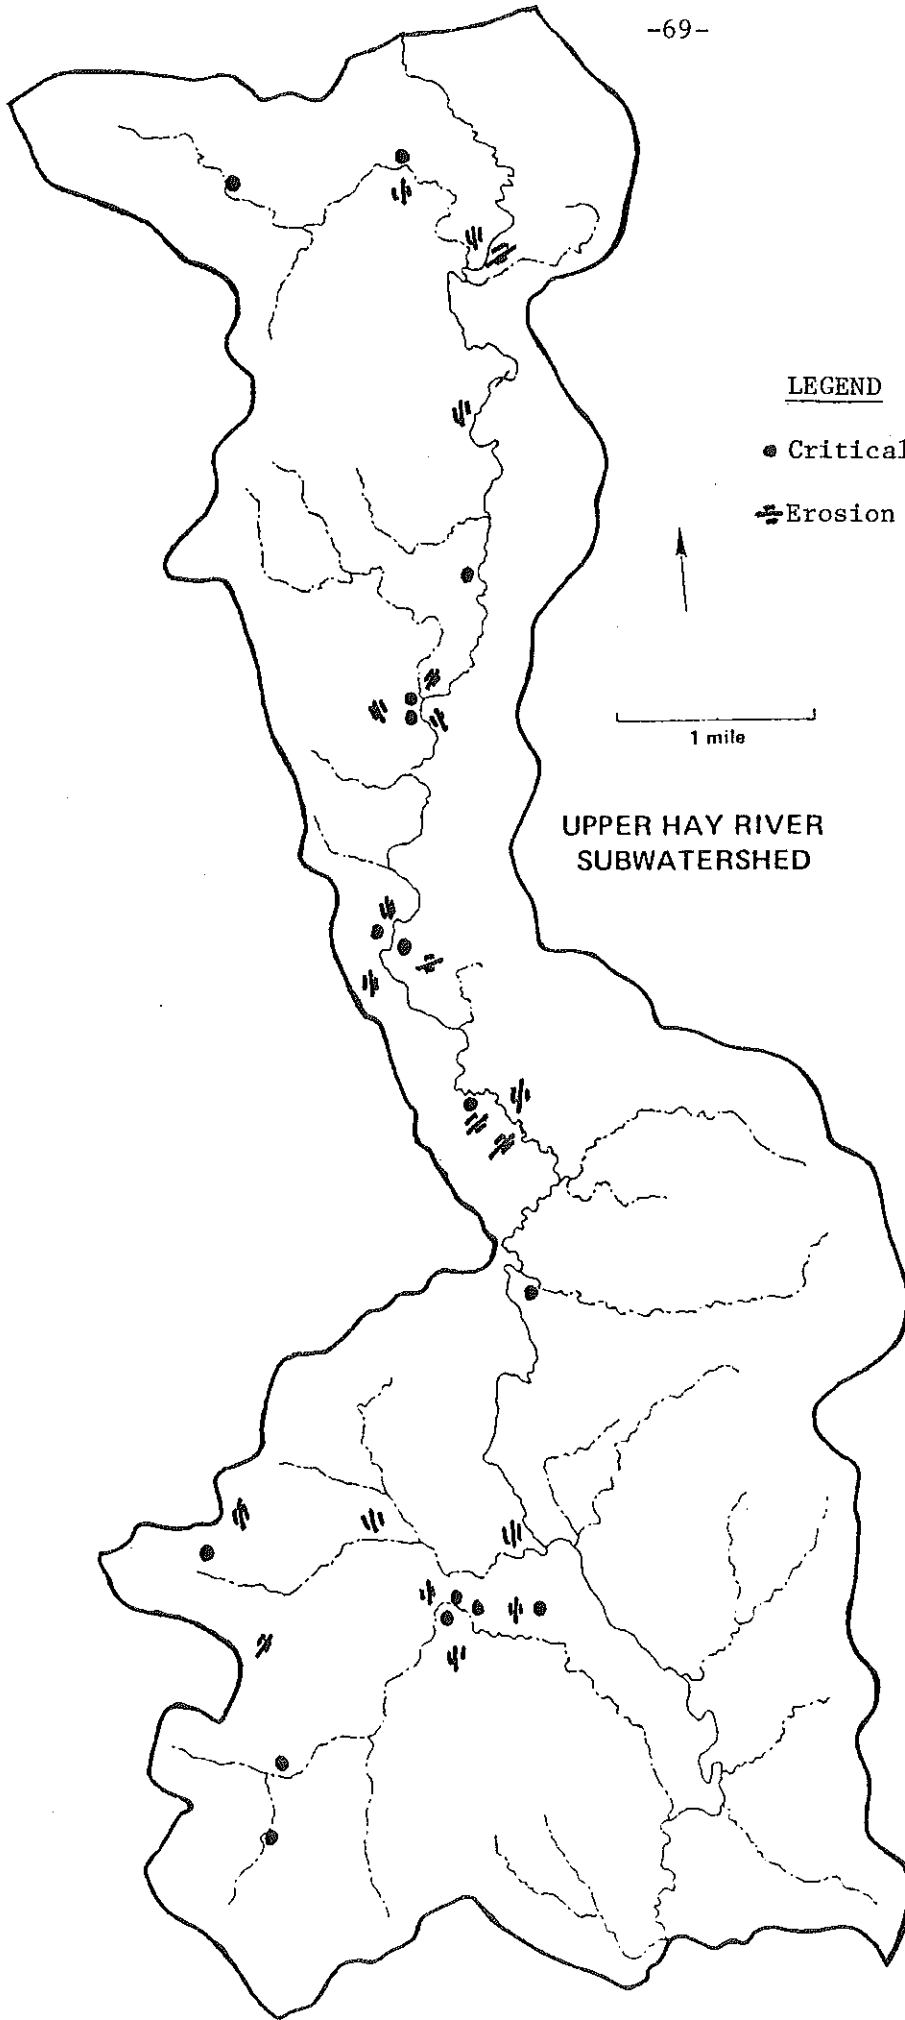 -69-
LEGEND
Critical
Erosion
1 mile
UPPER HAY RIVER
SUBWATERSHED